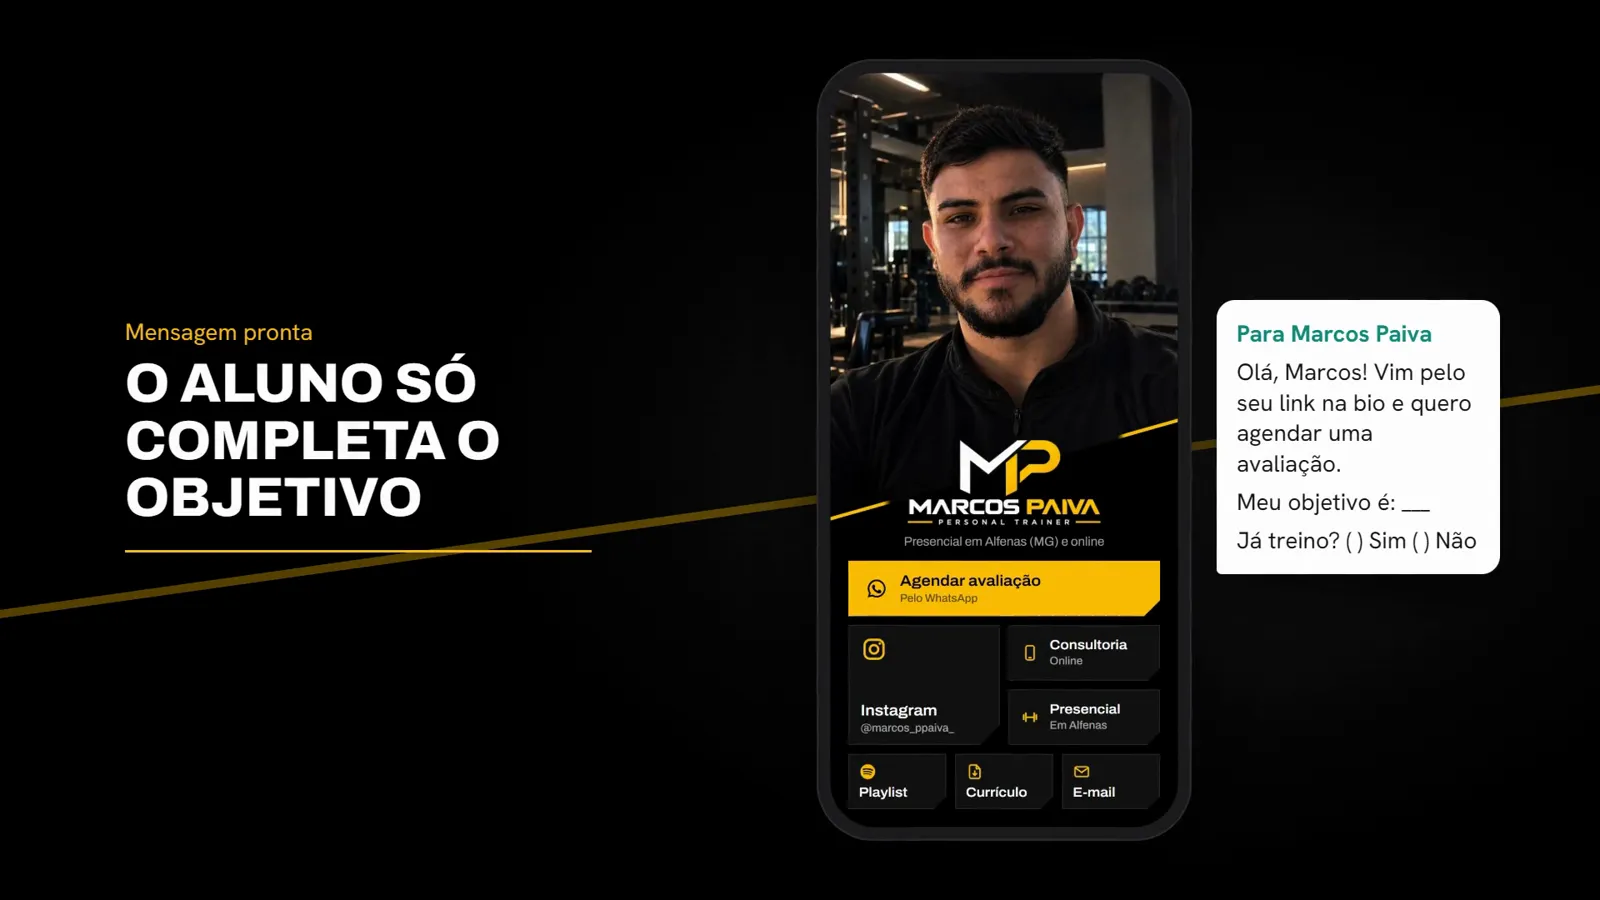 Mensagem pronta
O ALUNO SÓ
COMPLETA O
OBJETIVO
MP
MARCOS PAIVA
PERSONAL TRAINER
Presencial em Alfenas (MG) e online
Agendar avaliação
Pelo WhatsApp
Instagram
@marcos_ppaiva_
Consultoria
Online
Presencial
Em Alfenas
Playlist
Currículo
E-mail
Para Marcos Paiva
Olá, Marcos! Vim pelo
seu link na bio e quero
agendar uma
avaliação.
Meu objetivo é: ___
Já treino? ( ) Sim ( ) Não